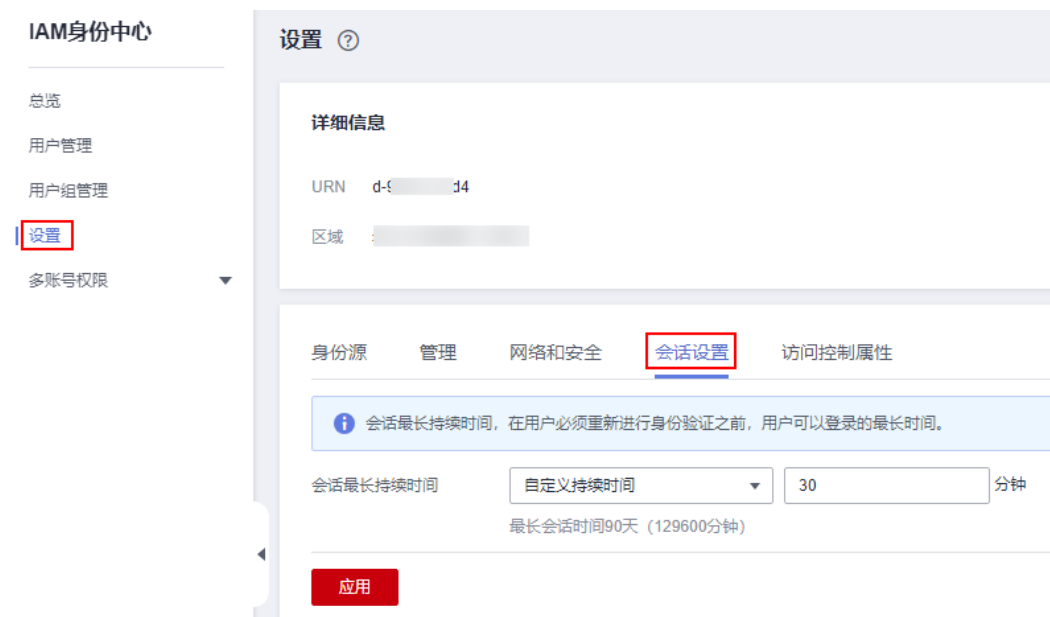 IAM身份中心
总览
用户管理
用户组管理
设置
多账号权限
设置 ?
详细信息
URN d-9 d4
区域
身份源 管理 网络和安全 会话设置 访问控制属性
会话最长持续时间，在用户必须重新进行身份验证之前，用户可以登录的最长时间。
会话最长持续时间 自定义持续时间 30 分钟
最长会话时间90天（129600分钟）
应用